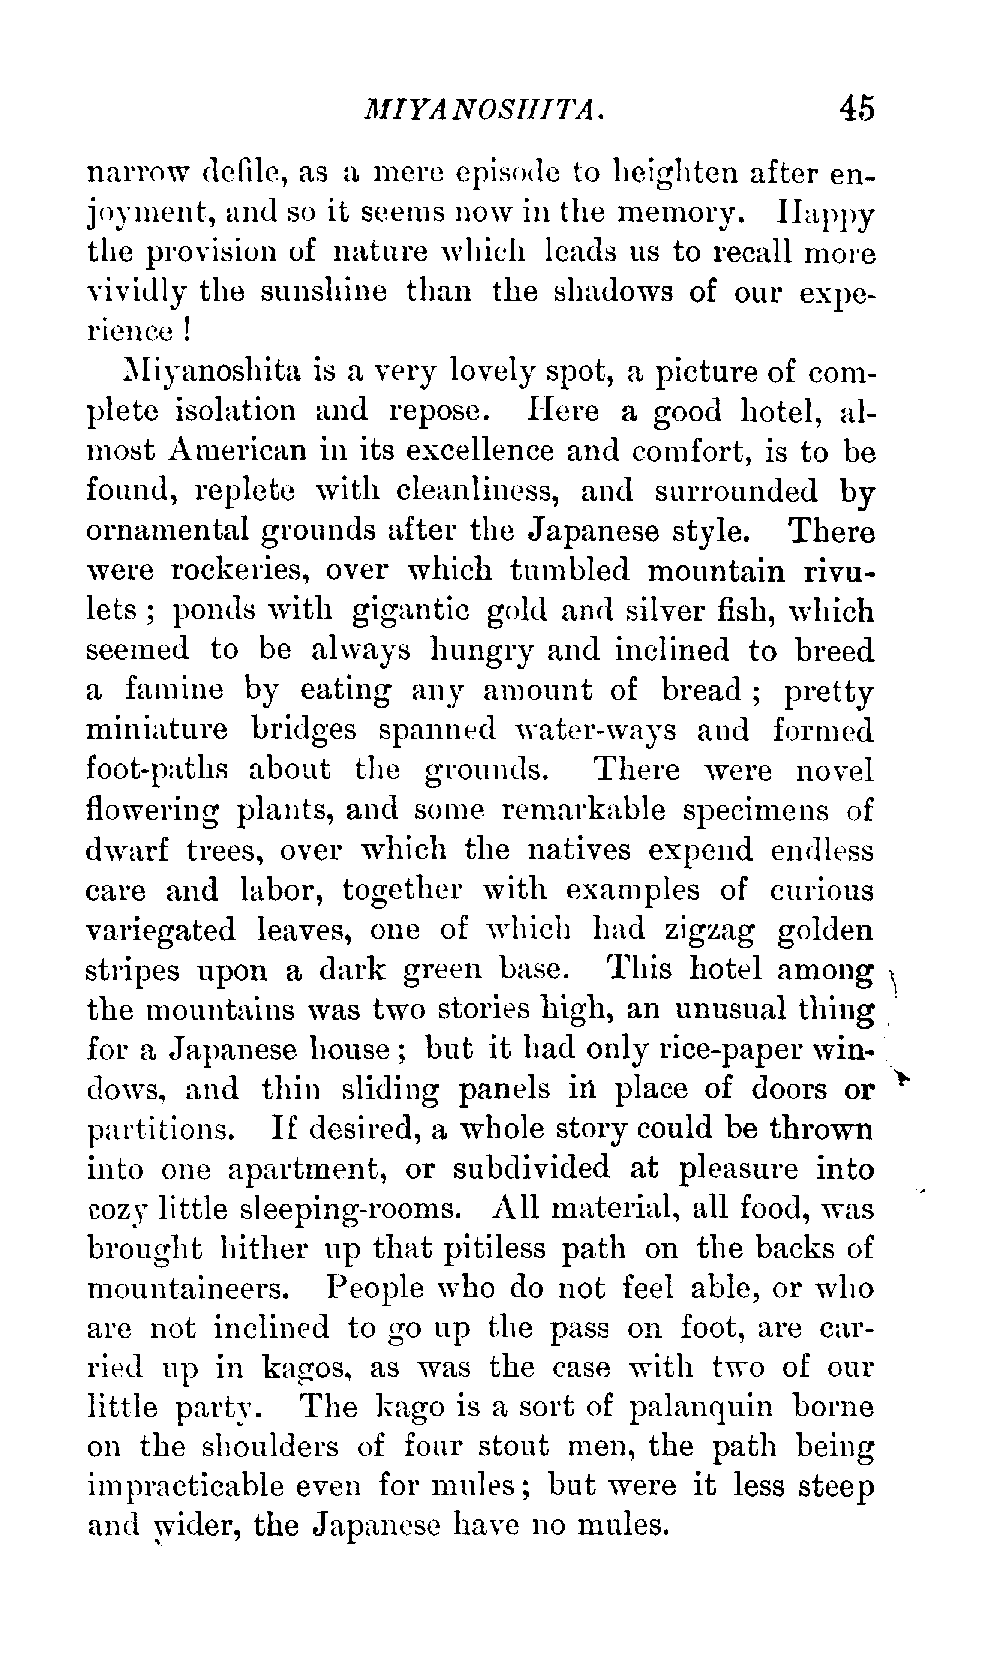 MIYANOSHITA. 45
narrow defile, as a mere episode to heighten after en-
joyment, and so it seems now in the memory. Happy
the provision of nature which leads us to recall more
vividly the sunshine than the shadows of our expe-
rience !
Miyanoshita is a very lovely spot, a picture of com-
plete isolation and repose. Here a good hotel, al-
most American in its excellence and comfort, is to be
found, replete with cleanliness, and surrounded by
ornamental grounds after the Japanese style. There
were rockeries, over which tumbled mountain rivu-
lets ; ponds with gigantic gold and silver fish, which
seemed to be always hungry and inclined to breed
a famine by eating any amount of bread ; pretty
miniature bridges spanned water-ways and formed
foot-paths about the grounds. There were novel
flowering plants, and some remarkable specimens of
dwarf trees, over which the natives expend endless
care and labor, together with examples of curious
variegated leaves, one of which had zigzag golden
stripes upon a dark green base. This hotel among
the mountains was two stories high, an unusual thing
for a Japanese house ; but it had only rice-paper win-
dows, and thin sliding panels in place of doors or
partitions. If desired, a whole story could be thrown
into one apartment, or subdivided at pleasure into
cozy little sleeping-rooms. All material, all food, was
brought hither up that pitiless path on the backs of
mountaineers. People who do not feel able, or who
are not inclined to go up the pass on foot, are car-
ried up in kagos, as was the case with two of our
little party. The kago is a sort of palanquin borne
on the shoulders of four stout men, the path being
impracticable even for mules ; but were it less steep
and wider, the Japanese have no mules.